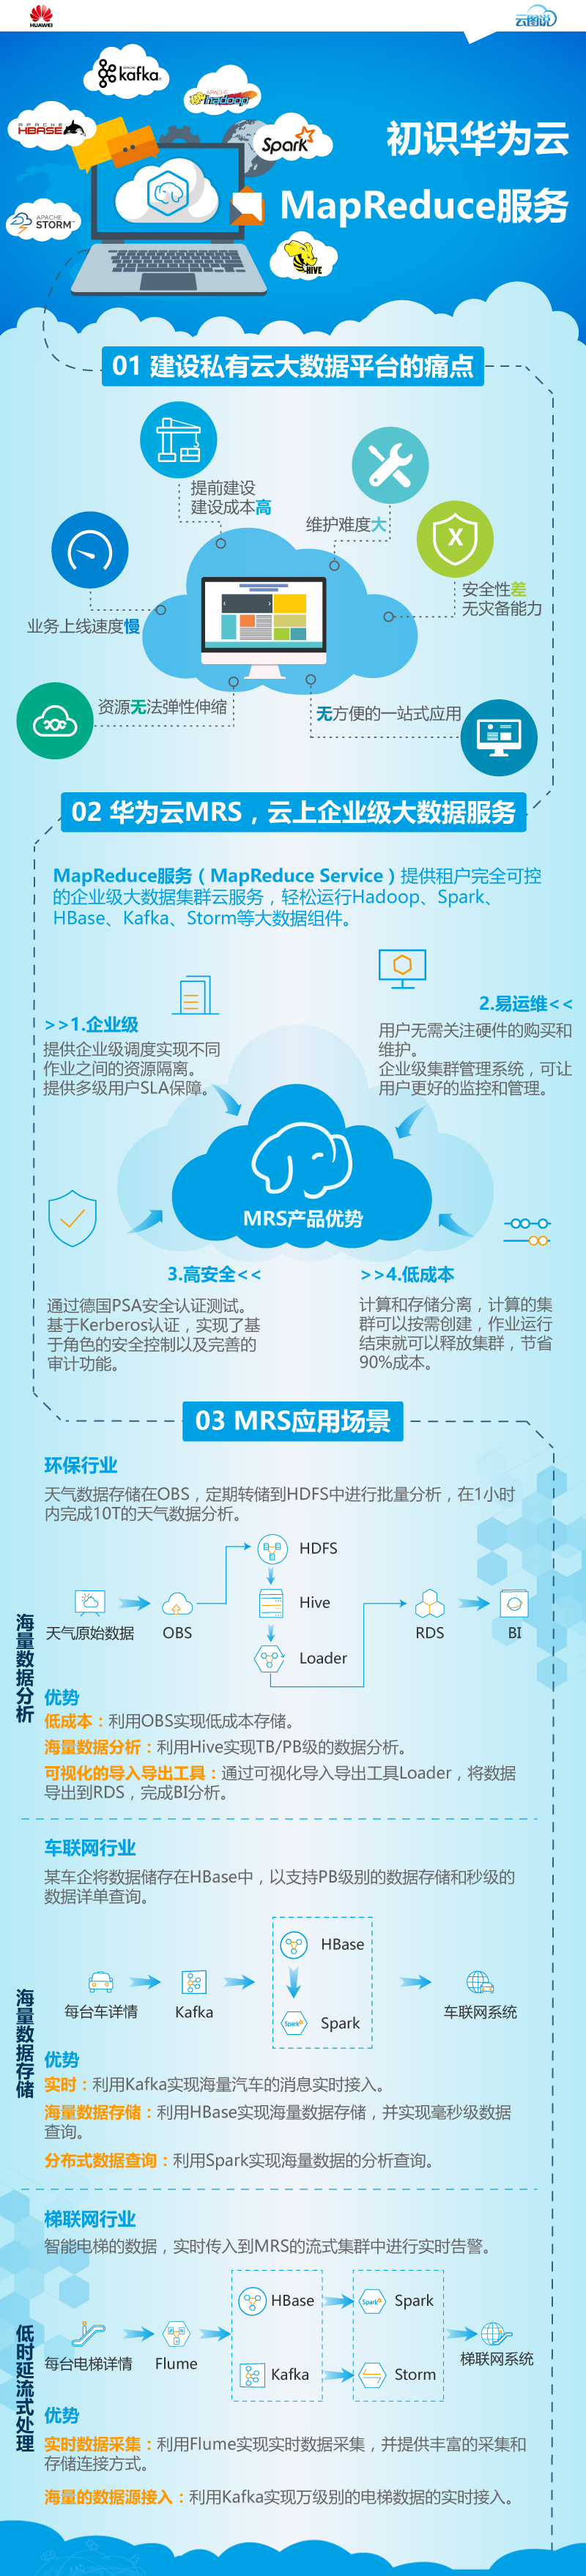 HUAWEI
云图说
kafka
APACHE
hadoop
APACHE
HBASE
Spark
APACHE
STORM
HIVE
初识华为云
MapReduce服务
01 建设私有云大数据平台的痛点
提前建设
建设成本高
维护难度大
X
安全性差
无灾备能力
业务上线速度慢
资源无法弹性伸缩
无方便的一站式应用
02 华为云MRS，云上企业级大数据服务
MapReduce服务（MapReduce Service）提供租户完全可控
的企业级大数据集群云服务，轻松运行Hadoop、Spark、
HBase、Kafka、Storm等大数据组件。
>>1.企业级
提供企业级调度实现不同
作业之间的资源隔离。
提供多级用户SLA保障。
2.易运维<<
用户无需关注硬件的购买和
维护。
企业级集群管理系统，可让
用户更好的监控和管理。
MRS产品优势
3.高安全<<
通过德国PSA安全认证测试。
基于Kerberos认证，实现了基
于角色的安全控制以及完善的
审计功能。
>>4.低成本
计算和存储分离，计算的集
群可以按需创建，作业运行
结束就可以释放集群，节省
90%成本。
03 MRS应用场景
海量数据分析
环保行业
天气数据存储在OBS，定期转储到HDFS中进行批量分析，在1小时
内完成10T的天气数据分析。
HDFS
Hive
Loader
天气原始数据
OBS
RDS
BI
优势
低成本：利用OBS实现低成本存储。
海量数据分析：利用Hive实现TB/PB级的数据分析。
可视化的导入导出工具：通过可视化导入导出工具Loader，将数据
导出到RDS，完成BI分析。
海量数据存储
车联网行业
某车企将数据储存在HBase中，以支持PB级别的数据存储和秒级的
数据详单查询。
HBase
Spark
Spark
每台车详情
Kafka
车联网系统
优势
实时：利用Kafka实现海量汽车的消息实时接入。
海量数据存储：利用HBase实现海量数据存储，并实现毫秒级数据
查询。
分布式数据查询：利用Spark实现海量数据的分析查询。
低时延流式处理
梯联网行业
智能电梯的数据，实时传入到MRS的流式集群中进行实时告警。
HBase
Spark
Spark
每台电梯详情
Flume
Kafka
Storm
梯联网系统
优势
实时数据采集：利用Flume实现实时数据采集，并提供丰富的采集和
存储连接方式。
海量的数据源接入：利用Kafka实现万级别的电梯数据的实时接入。